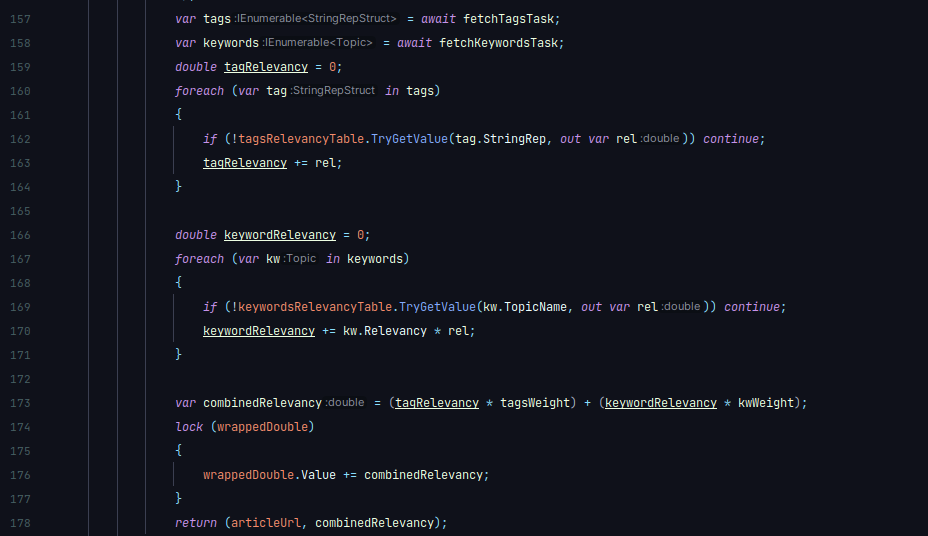 157 var tags :IEnumerable<StringRepStruct> = await fetchTagsTask;
158 var keywords :IEnumerable<Topic> = await fetchKeywordsTask;
159 double tagRelevancy = 0;
160 foreach (var tag :StringRepStruct in tags)
161 {
162 if (!tagsRelevancyTable.TryGetValue(tag.StringRep, out var rel :double )) continue;
163 tagRelevancy += rel;
164 }
165
166 double keywordRelevancy = 0;
167 foreach (var kw :Topic in keywords)
168 {
169 if (!keywordsRelevancyTable.TryGetValue(kw.TopicName, out var rel :double )) continue;
170 keywordRelevancy += kw.Relevancy * rel;
171 }
172
173 var combinedRelevancy :double = (tagRelevancy * tagsWeight) + (keywordRelevancy * kwWeight);
174 lock (wrappedDouble)
175 {
176 wrappedDouble.Value += combinedRelevancy;
177 }
178 return (articleUrl, combinedRelevancy);